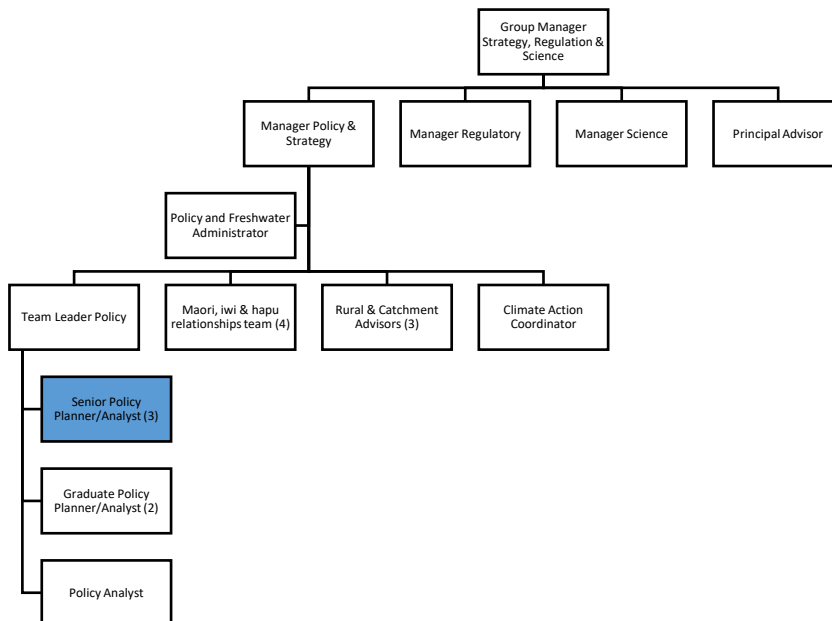 Group Manager
Strategy, Regulation &
Science
Manager Policy &
Strategy
Manager Regulatory
Manager Science
Principal Advisor
Policy and Freshwater
Administrator
Team Leader Policy
Maori, iwi & hapu
relationships team (4)
Rural & Catchment
Advisors (3)
Climate Action
Coordinator
Senior Policy
Planner/Analyst (3)
Graduate Policy
Planner/Analyst (2)
Policy Analyst